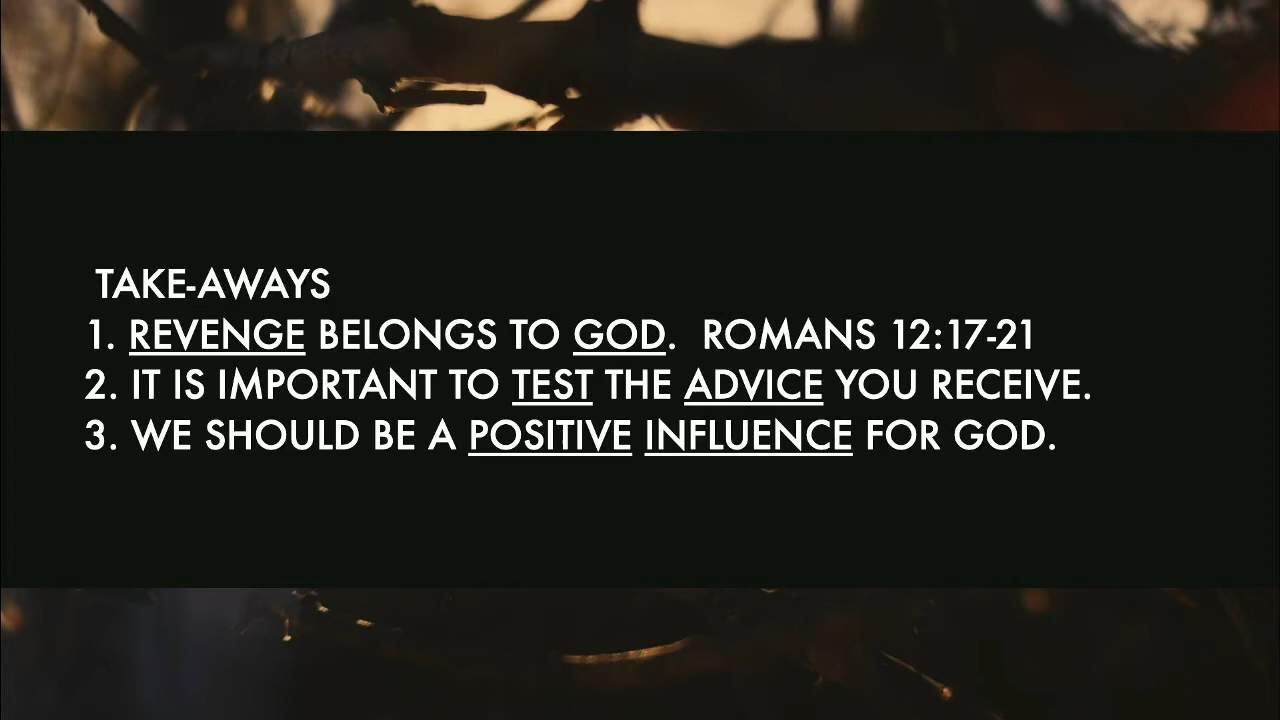 TAKE-AWAYS
1. REVENGE BELONGS TO GOD.  ROMANS 12:17-21
2. IT IS IMPORTANT TO TEST THE ADVICE YOU RECEIVE.
3. WE SHOULD BE A POSITIVE INFLUENCE FOR GOD.